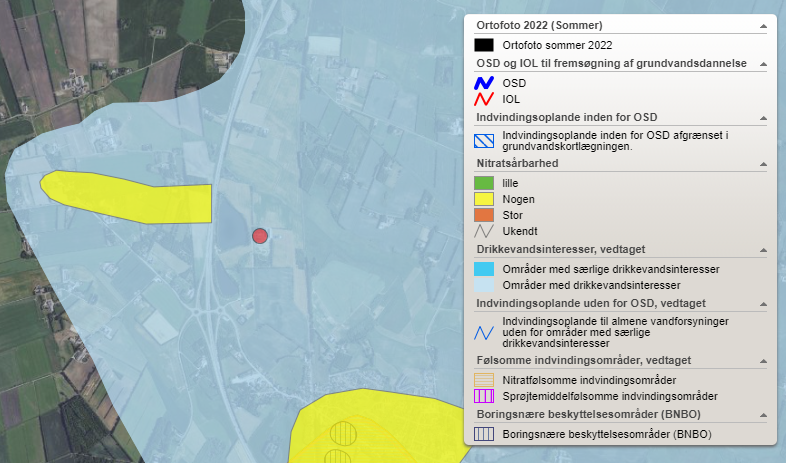 Ortofoto 2022 (Sommer)
Ortofoto sommer 2022
OSD og IOL til fremsøgning af grundvandsdannelse
OSD
IOL
Indvindingsoplande inden for OSD
Indvindingsoplande inden for OSD afgrænset i
grundvandskortlægningen.
Nitratsårbarhed
lille
Nogen
Stor
Ukendt
Drikkevandsinteresser, vedtaget
Områder med særlige drikkevandsinteresser
Områder med drikkevandsinteresser
Indvindingsoplande uden for OSD, vedtaget
Indvindingsoplande til almene vandforsyninger
uden for områder med særlige
drikkevandsinteresser
Følsomme indvindingsområder, vedtaget
Nitratfølsomme indvindingsområder
Sprøjtemiddelfølsomme indvindingsområder
Boringsnære beskyttelsesområder (BNBO)
Boringsnære beskyttelsesområder (BNBO)